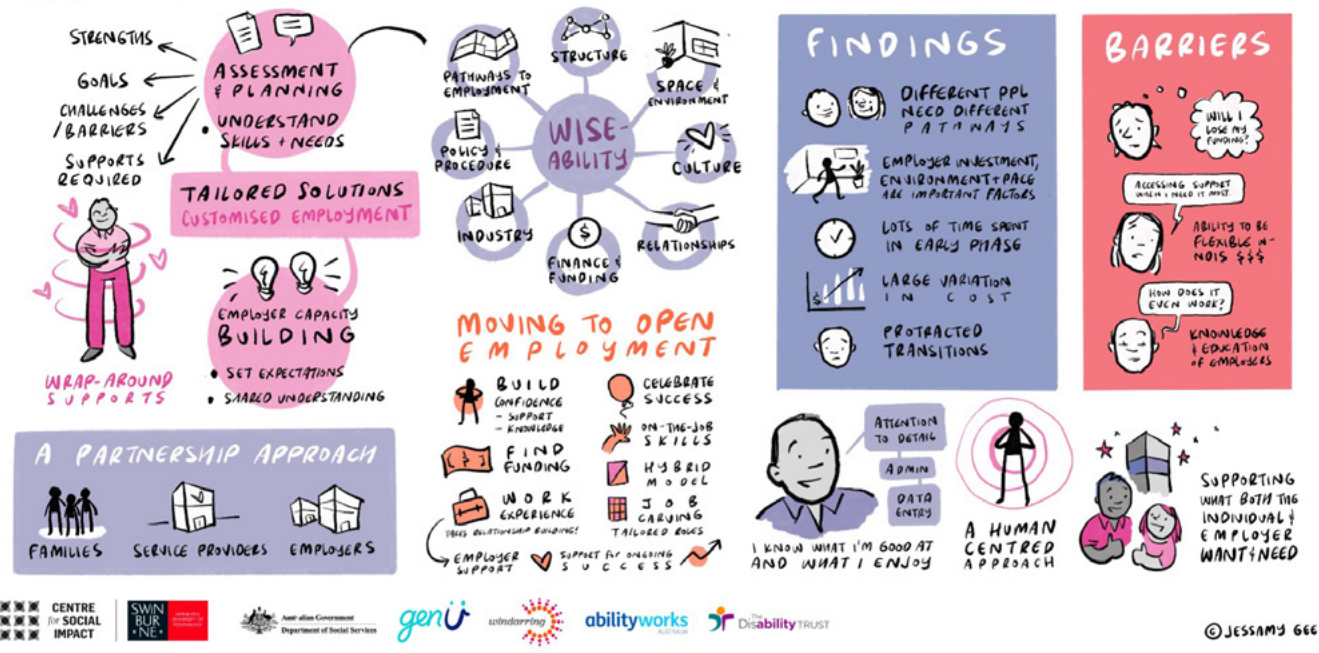 STRENGTHS
GOALS
CHALLENGES
/BARRIERS
SUPPORTS
REQUIRED
ASSESSMENT
& PLANNING
• UNDERSTAND
SKILLS + NEEDS
TAILORED SOLUTIONS
CUSTOMISED EMPLOYMENT
EMPLOYER CAPACITY
BUILDING
• SET EXPECTATIONS
• SHARED UNDERSTANDING
WRAP-AROUND
SUPPORTS
A PARTNERSHIP APPROACH
FAMILIES
SERVICE PROVIDERS
EMPLOYERS
WISE-
ABILITY
PATHWAYS TO
EMPLOYMENT
STRUCTURE
SPACE &
ENVIRONMENT
CULTURE
RELATIONSHIPS
$
FINANCE &
FUNDING
INDUSTRY
POLICY &
PROCEDURE
MOVING TO OPEN
EMPLOYMENT
BUILD
CONFIDENCE
- SUPPORT
- KNOWLEDGE
FIND
FUNDING
WORK
EXPERIENCE
TAKES RELATIONSHIP BUILDING!
EMPLOYER
SUPPORT
CELEBRATE
SUCCESS
ON-THE-JOB
SKILLS
HYBRID
MODEL
JOB
CARVING
TAILORED ROLES
SUPPORT for ONGOING
SUCCESS
FINDINGS
DIFFERENT PPL
NEED DIFFERENT
PATHWAYS
EMPLOYER INVESTMENT,
ENVIRONMENT + PACE
ARE IMPORTANT FACTORS
LOTS OF TIME SPENT
IN EARLY PHASE
$
LARGE VARIATION
IN COST
PROTRACTED
TRANSITIONS
BARRIERS
WILL I
LOSE MY
FUNDING?
ACCESSING SUPPORT
WHEN I NEED IT MOST.
ABILITY TO BE
FLEXIBLE W-
NDIS $$$
HOW DOES IT
EVEN WORK?
KNOWLEDGE
& EDUCATION
OF EMPLOYERS
ATTENTION
TO DETAIL
ADMIN
DATA
ENTRY
I KNOW WHAT I'M GOOD AT
AND WHAT I ENJOY
A HUMAN
CENTRED
APPROACH
SUPPORTING
WHAT BOTH THE
INDIVIDUAL &
EMPLOYER
WANT & NEED
CENTRE
for SOCIAL
IMPACT
SWIN
BUR
*NE*
Australian Government
Department of Social Services
genU
windarring
abilityworks
AUSTRALIA
The
Disability TRUST
© JESSAMY GEE